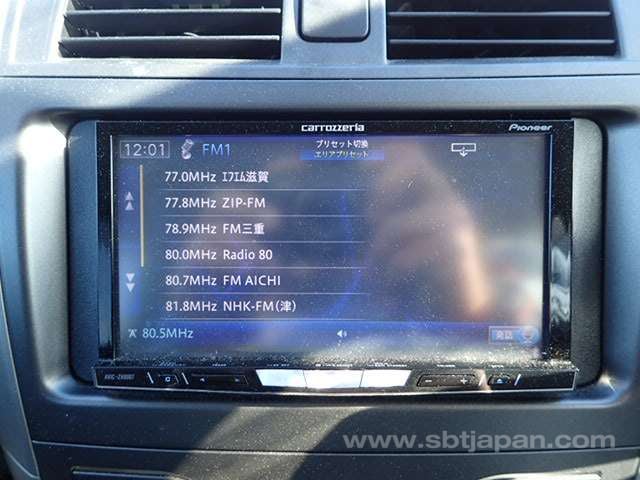 carrozzeria
Pioneer
12:01 FM1 プリセット切換
エリアプリセット
77.0MHz ｴﾌｴﾑ滋賀
77.8MHz ZIP-FM
78.9MHz FM三重
80.0MHz Radio 80
80.7MHz FM AICHI
81.8MHz NHK-FM(津)
80.5MHz
発話
www.sbtjapan.com